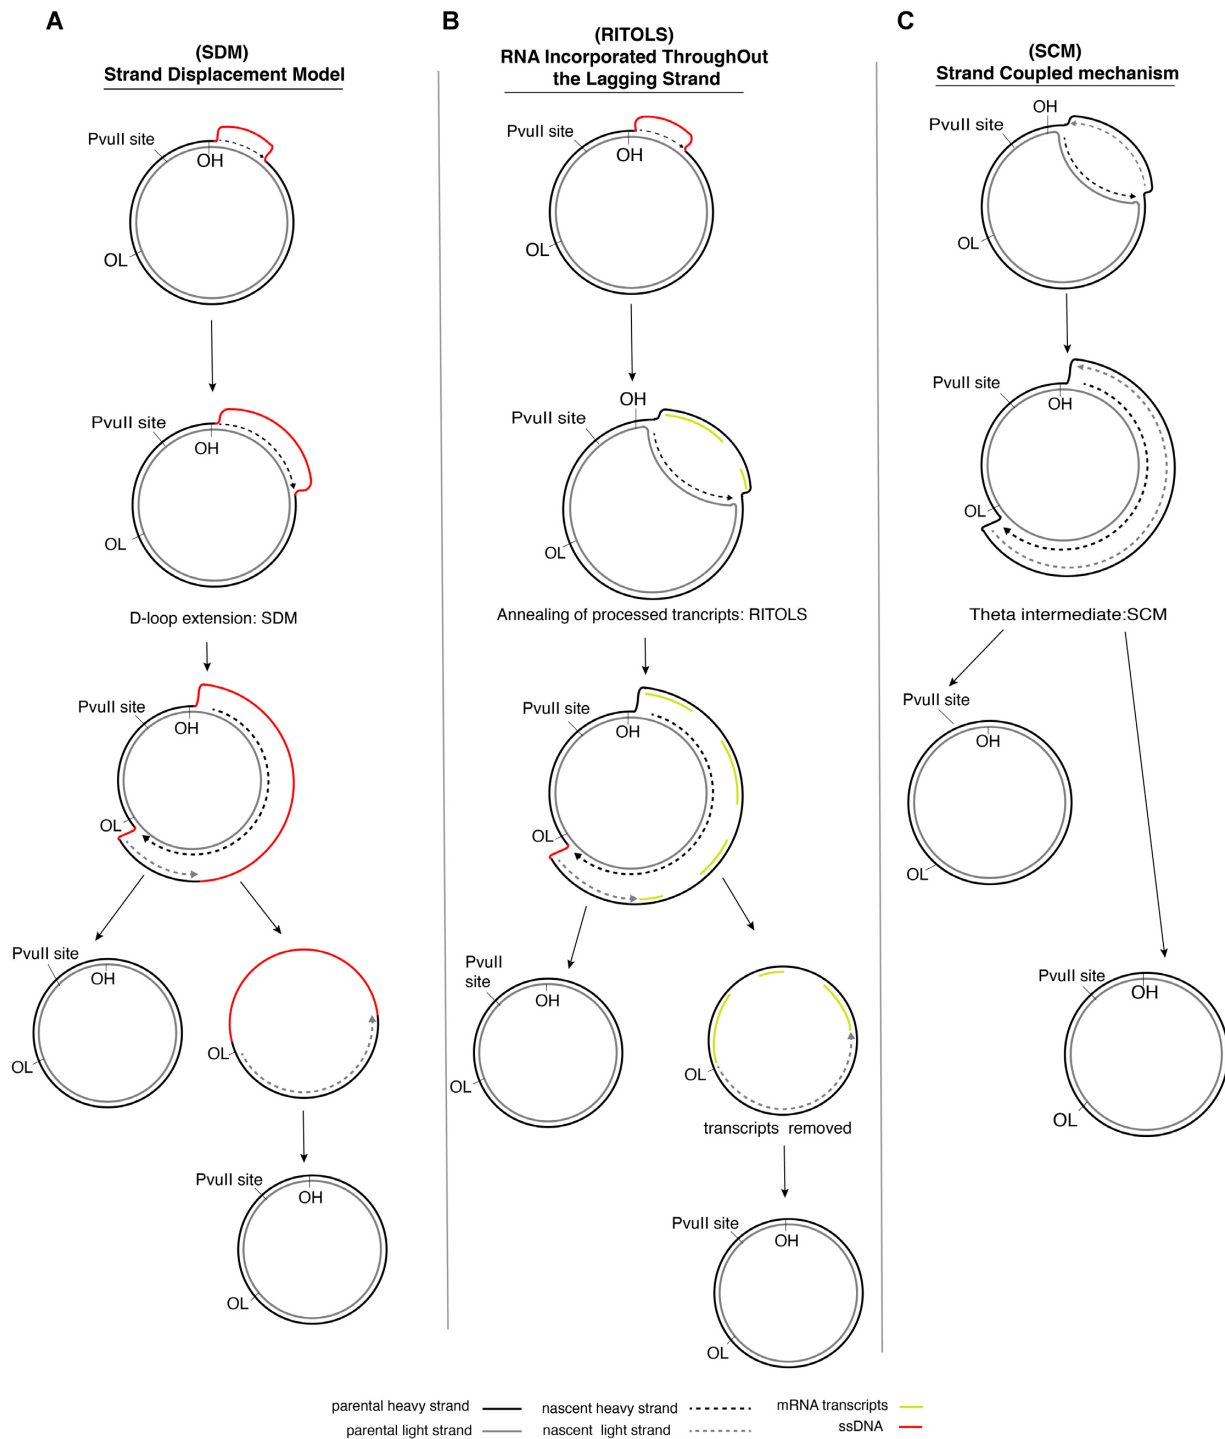 A
(SDM)
Strand Displacement Model
PvuII site
OH
OL
PvuII site
OH
OL
D-loop extension: SDM
PvuII site
OH
OL
PvuII site
OH
OL
OL
PvuII site
OH
OL
B
(RITOLS)
RNA Incorporated ThroughOut
the Lagging Strand
PvuII site
OH
OL
OH
PvuII site
OL
Annealing of processed trancripts: RITOLS
PvuII site
OH
OL
PvuII
site
OH
OL
OL
transcripts removed
PvuII site
OH
OL
C
(SCM)
Strand Coupled mechanism
OH
PvuII site
OL
PvuII site
OH
OL
Theta intermediate:SCM
PvuII site
OH
OL
PvuII site
OH
OL
parental heavy strand
nascent heavy strand
mRNA transcripts
parental light strand
nascent light strand
ssDNA